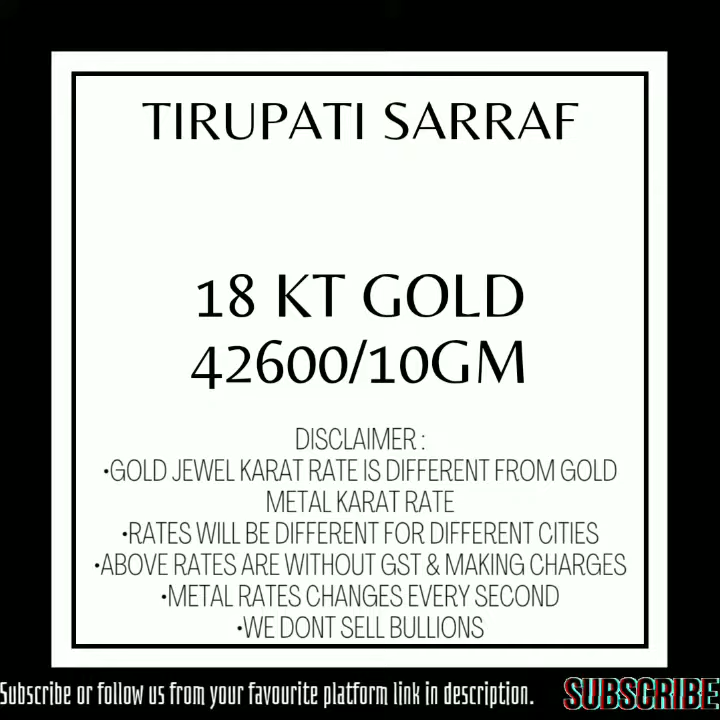 TIRUPATI SARRAF
18 KT GOLD
42600/10GM
DISCLAIMER :
•GOLD JEWEL KARAT RATE IS DIFFERENT FROM GOLD
METAL KARAT RATE
•RATES WILL BE DIFFERENT FOR DIFFERENT CITIES
•ABOVE RATES ARE WITHOUT GST & MAKING CHARGES
•METAL RATES CHANGES EVERY SECOND
•WE DONT SELL BULLIONS
Subscribe or follow us from your favourite platform link in description. SUBSCRIBE